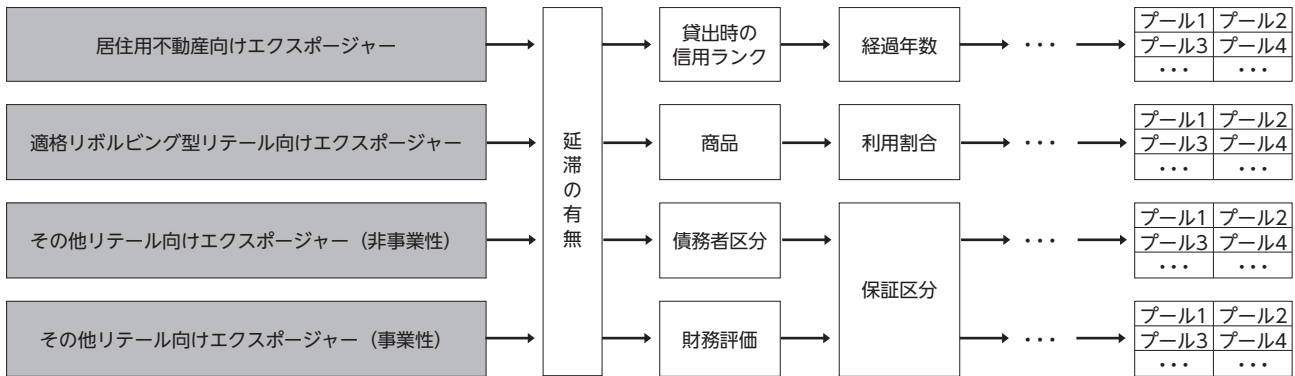 居住用不動産向けエクスポージャー
適格リボルビング型リテール向けエクスポージャー
その他リテール向けエクスポージャー（非事業性）
その他リテール向けエクスポージャー（事業性）
延滞の有無
貸出時の
信用ランク
経過年数
・・・
プール1 プール2
プール3 プール4
・・・ ・・・
商品
利用割合
・・・
プール1 プール2
プール3 プール4
・・・ ・・・
債務者区分
保証区分
・・・
プール1 プール2
プール3 プール4
・・・ ・・・
財務評価
・・・
プール1 プール2
プール3 プール4
・・・ ・・・